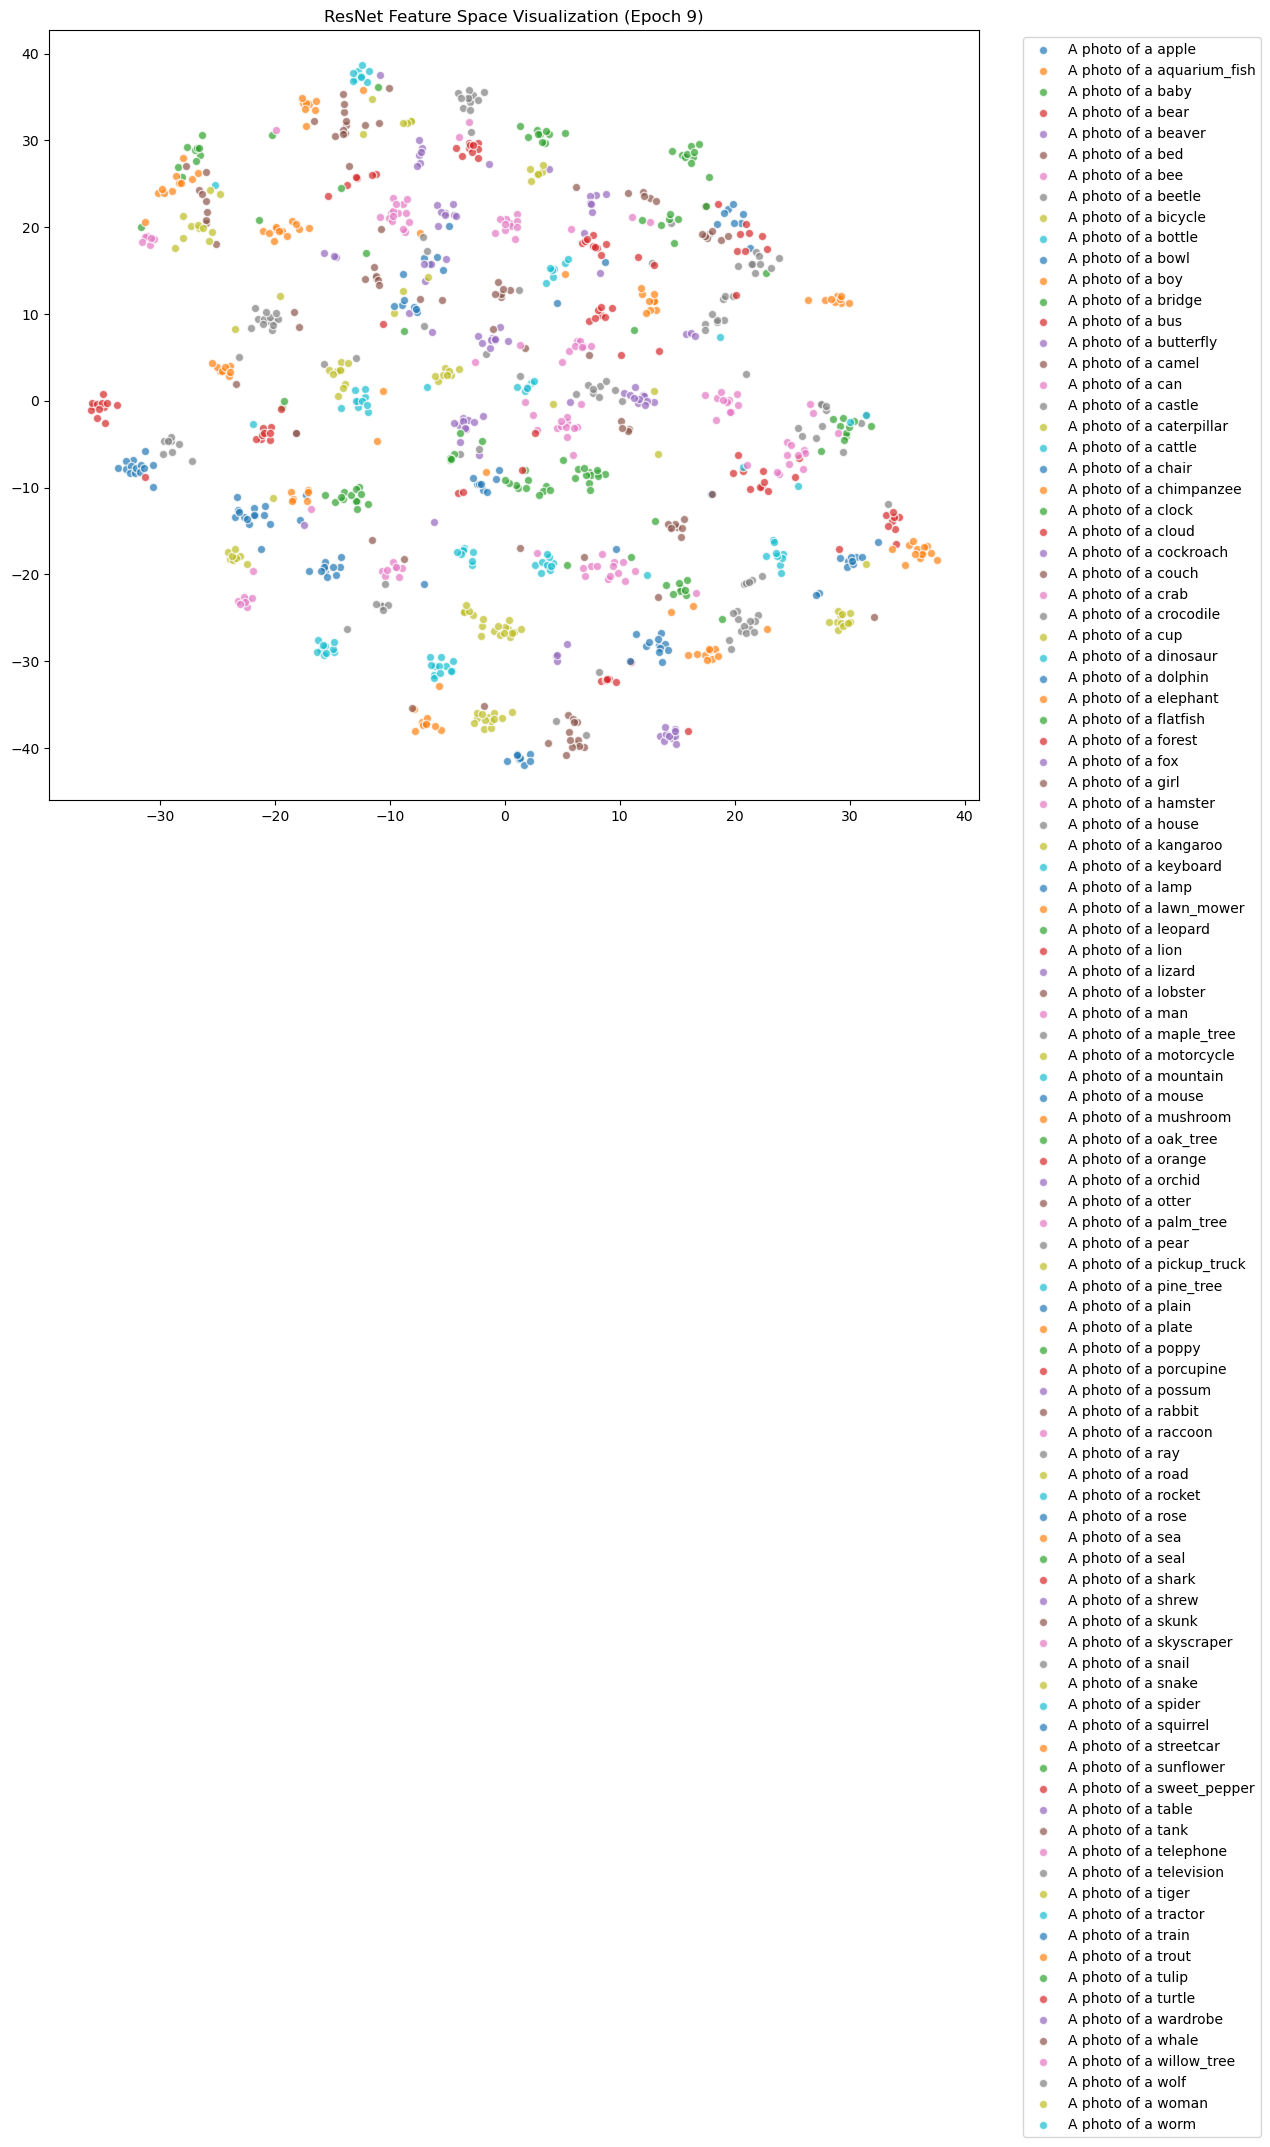 ResNet Feature Space Visualization (Epoch 9)
40
30
20
10
0
−10
−20
−30
−40
−30
−20
−10
0
10
20
30
40
A photo of a apple
A photo of a aquarium_fish
A photo of a baby
A photo of a bear
A photo of a beaver
A photo of a bed
A photo of a bee
A photo of a beetle
A photo of a bicycle
A photo of a bottle
A photo of a bowl
A photo of a boy
A photo of a bridge
A photo of a bus
A photo of a butterfly
A photo of a camel
A photo of a can
A photo of a castle
A photo of a caterpillar
A photo of a cattle
A photo of a chair
A photo of a chimpanzee
A photo of a clock
A photo of a cloud
A photo of a cockroach
A photo of a couch
A photo of a crab
A photo of a crocodile
A photo of a cup
A photo of a dinosaur
A photo of a dolphin
A photo of a elephant
A photo of a flatfish
A photo of a forest
A photo of a fox
A photo of a girl
A photo of a hamster
A photo of a house
A photo of a kangaroo
A photo of a keyboard
A photo of a lamp
A photo of a lawn_mower
A photo of a leopard
A photo of a lion
A photo of a lizard
A photo of a lobster
A photo of a man
A photo of a maple_tree
A photo of a motorcycle
A photo of a mountain
A photo of a mouse
A photo of a mushroom
A photo of a oak_tree
A photo of a orange
A photo of a orchid
A photo of a otter
A photo of a palm_tree
A photo of a pear
A photo of a pickup_truck
A photo of a pine_tree
A photo of a plain
A photo of a plate
A photo of a poppy
A photo of a porcupine
A photo of a possum
A photo of a rabbit
A photo of a raccoon
A photo of a ray
A photo of a road
A photo of a rocket
A photo of a rose
A photo of a sea
A photo of a seal
A photo of a shark
A photo of a shrew
A photo of a skunk
A photo of a skyscraper
A photo of a snail
A photo of a snake
A photo of a spider
A photo of a squirrel
A photo of a streetcar
A photo of a sunflower
A photo of a sweet_pepper
A photo of a table
A photo of a tank
A photo of a telephone
A photo of a television
A photo of a tiger
A photo of a tractor
A photo of a train
A photo of a trout
A photo of a tulip
A photo of a turtle
A photo of a wardrobe
A photo of a whale
A photo of a willow_tree
A photo of a wolf
A photo of a woman
A photo of a worm